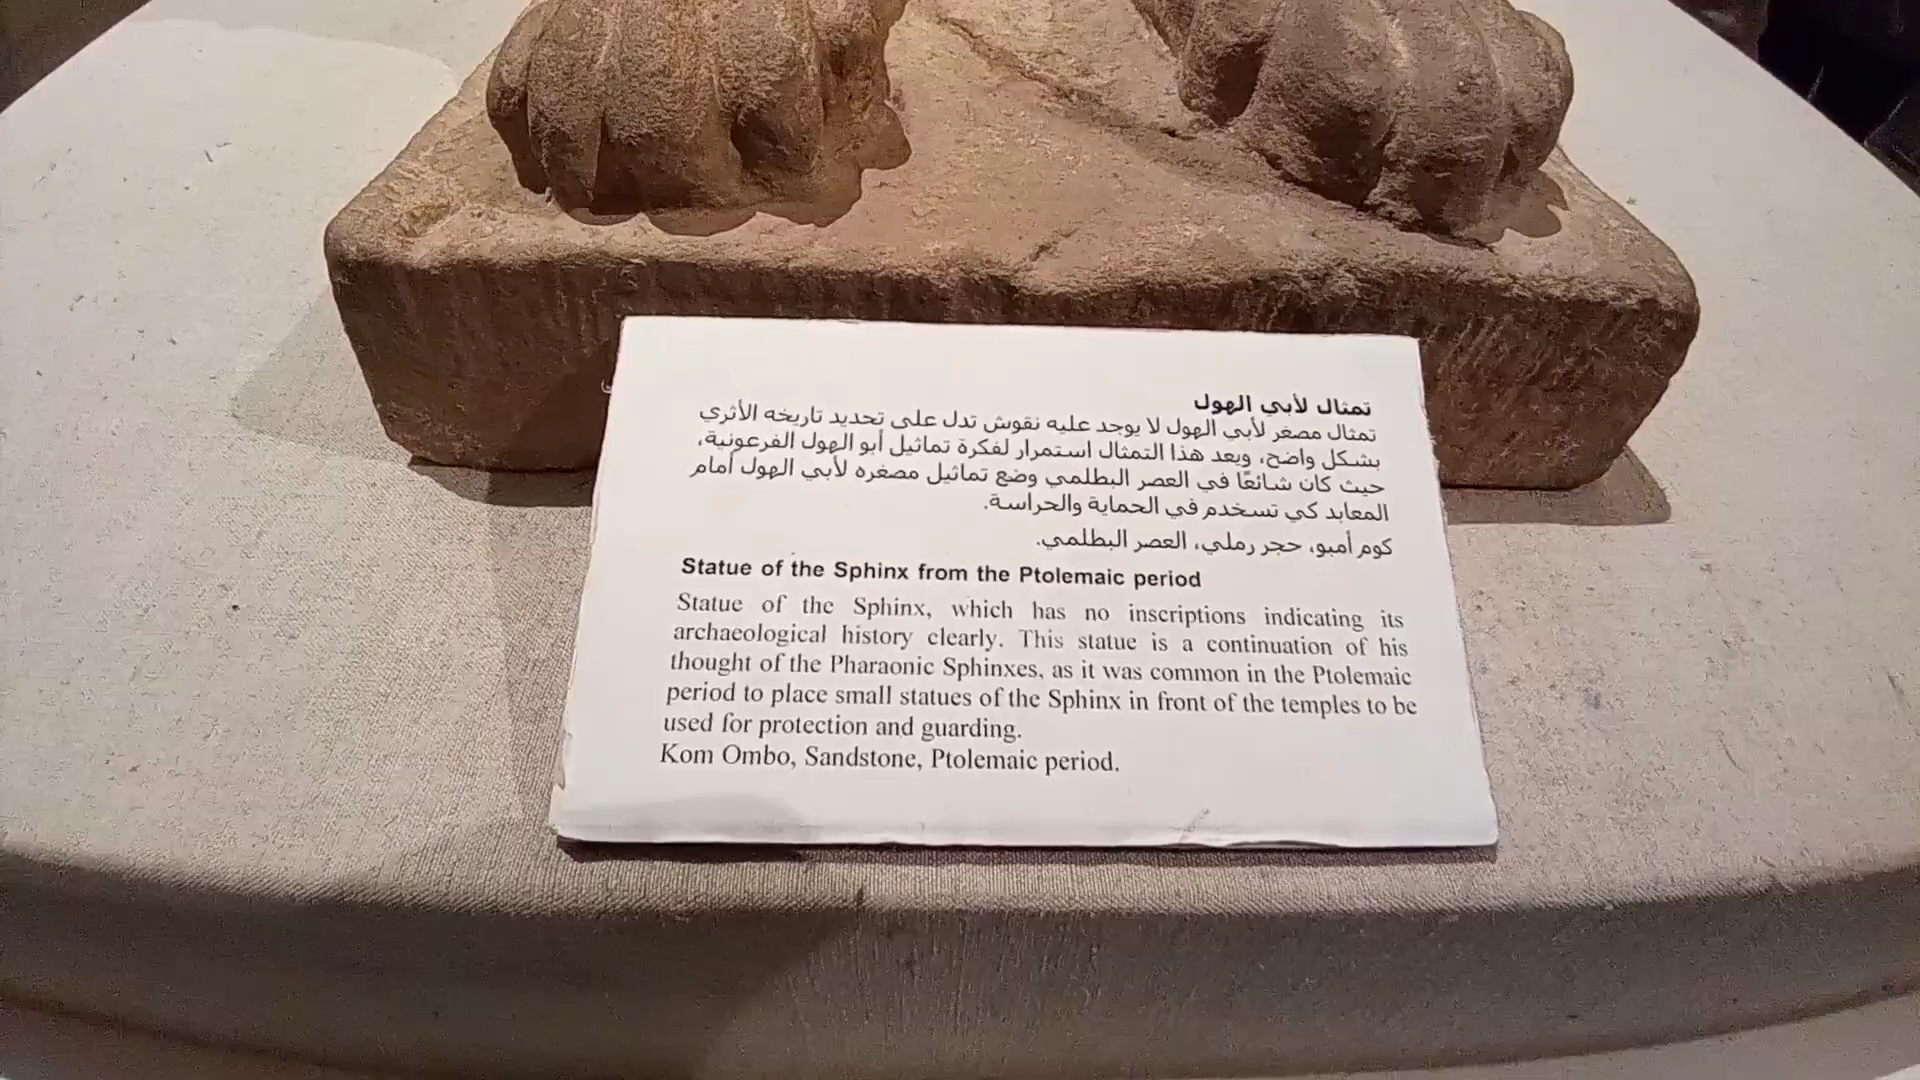 تمثال لأبي الهول
تمثال مصغر لأبي الهول لا يوجد عليه نقوش تدل على تحديد تاريخه الأثري
بشكل واضح، ويعد هذا التمثال استمرار لفكرة تماثيل أبو الهول الفرعونية،
حيث كان شائعًا في العصر البطلمي وضع تماثيل مصغره لأبي الهول أمام
المعابد كي تسخدم في الحماية والحراسة.
كوم أمبو، حجر رملي، العصر البطلمي.
Statue of the Sphinx from the Ptolemaic period
Statue of the Sphinx, which has no inscriptions indicating its
archaeological history clearly. This statue is a continuation of his
thought of the Pharaonic Sphinxes, as it was common in the Ptolemaic
period to place small statues of the Sphinx in front of the temples to be
used for protection and guarding.
Kom Ombo, Sandstone, Ptolemaic period.